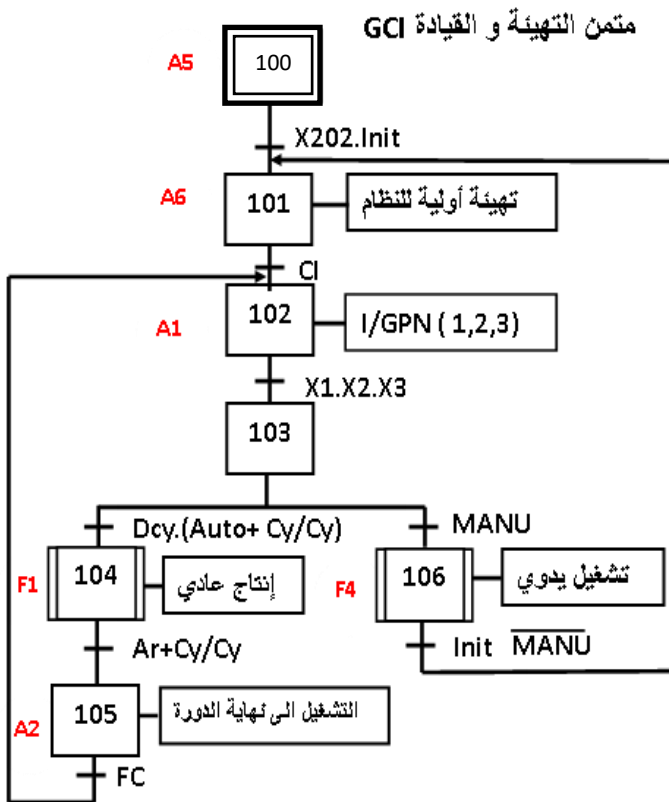 متمن التهيئة و القيادة GCI
A5
100
X202.Init
A6
101
تهيئة أولية للنظام
CI
A1
102
I/GPN ( 1,2,3)
X1.X2.X3
103
Dcy.(Auto+ Cy/Cy)
MANU
F1
104
إنتاج عادي
F4
106
تشغيل يدوي
Ar+Cy/Cy
Init M̅A̅N̅U̅
A2
105
التشغيل الى نهاية الدورة
FC